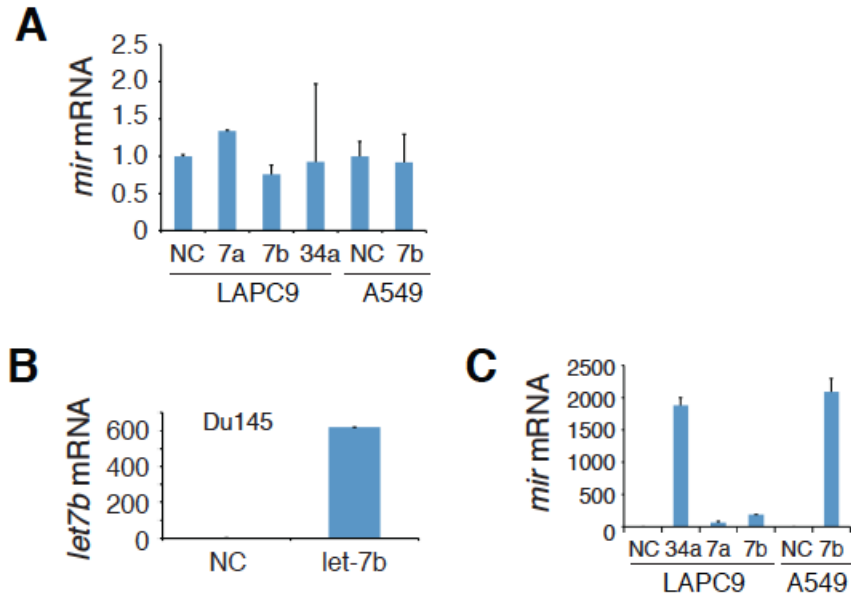 A
2.5
2.0
1.5
1.0
0.5
0
mir mRNA
NC 7a 7b 34a NC 7b
LAPC9 A549
B
600
400
200
0
let7b mRNA
Du145
NC let-7b
C
2500
2000
1500
1000
500
0
mir mRNA
NC 34a 7a 7b NC 7b
LAPC9 A549